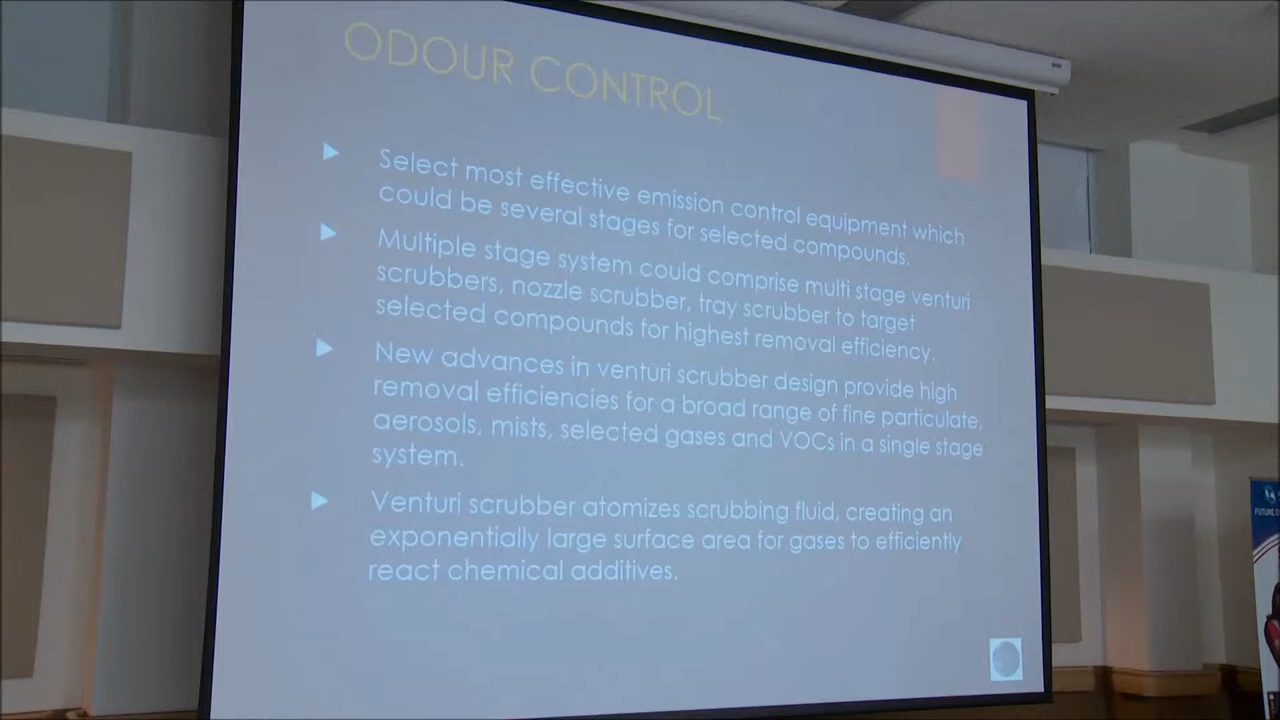 ODOUR CONTROL
Select most effective emission control equipment which
could be several stages for selected compounds.
Multiple stage system could comprise multi stage venturi
scrubbers, nozzle scrubber, tray scrubber to target
selected compounds for highest removal efficiency.
New advances in venturi scrubber design provide high
removal efficiencies for a broad range of fine particulate,
aerosols, mists, selected gases and VOCs in a single stage
system.
Venturi scrubber atomizes scrubbing fluid, creating an
exponentially large surface area for gases to efficiently
react chemical additives.
FUTURE